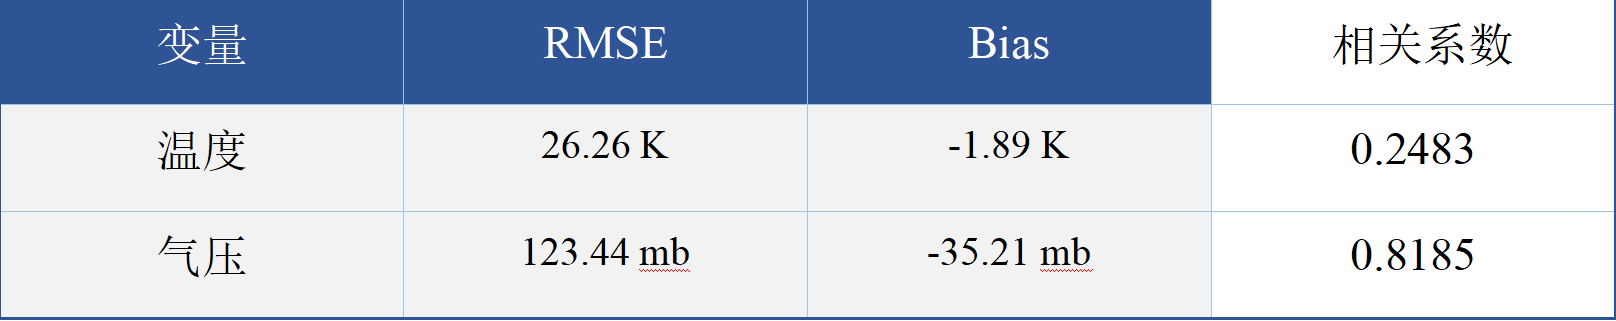 变量 RMSE Bias 相关系数
温度 26.26 K -1.89 K 0.2483
气压 123.44 mb -35.21 mb 0.8185